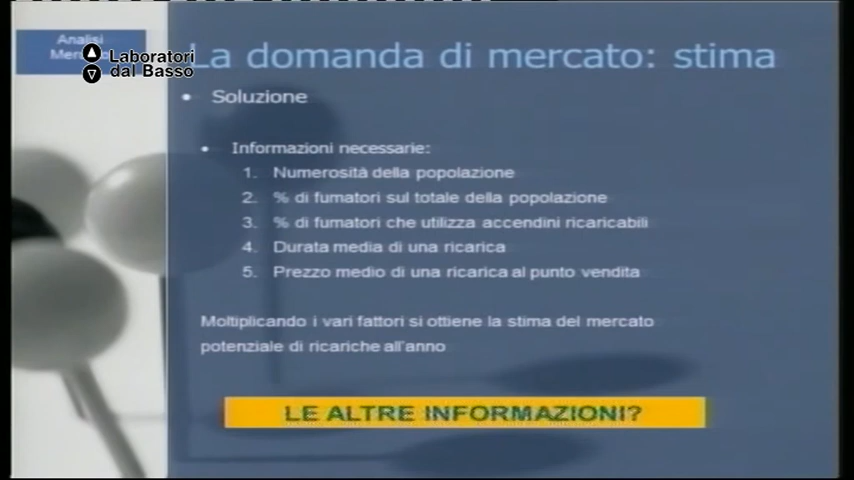 Analisi
Laboratori
dal Basso
La domanda di mercato: stima
• Soluzione
• Informazioni necessarie:
1. Numerosità della popolazione
2. % di fumatori sul totale della popolazione
3. % di fumatori che utilizza accendini ricaricabili
4. Durata media di una ricarica
5. Prezzo medio di una ricarica al punto vendita
Moltiplicando i vari fattori si ottiene la stima del mercato
potenziale di ricariche all'anno
LE ALTRE INFORMAZIONI?